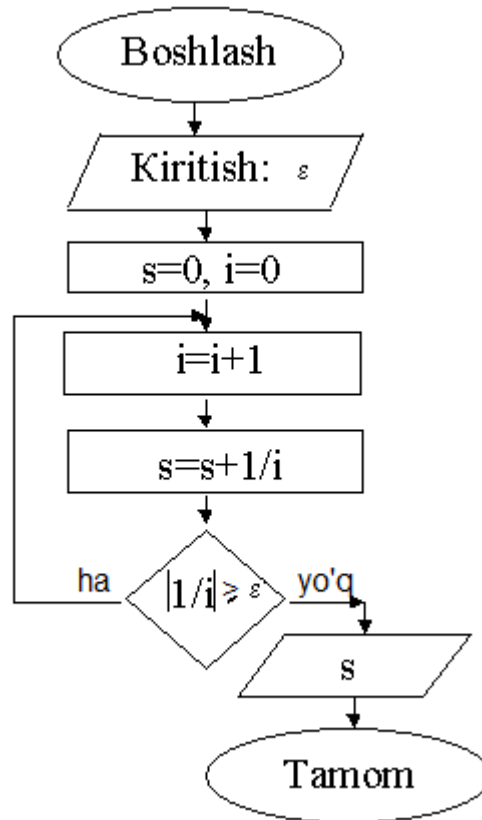 Boshlash
Kiritish: ε
s=0, i=0
i=i+1
s=s+1/i
|1/i| ≥ ε
ha
yo'q
s
Tamom